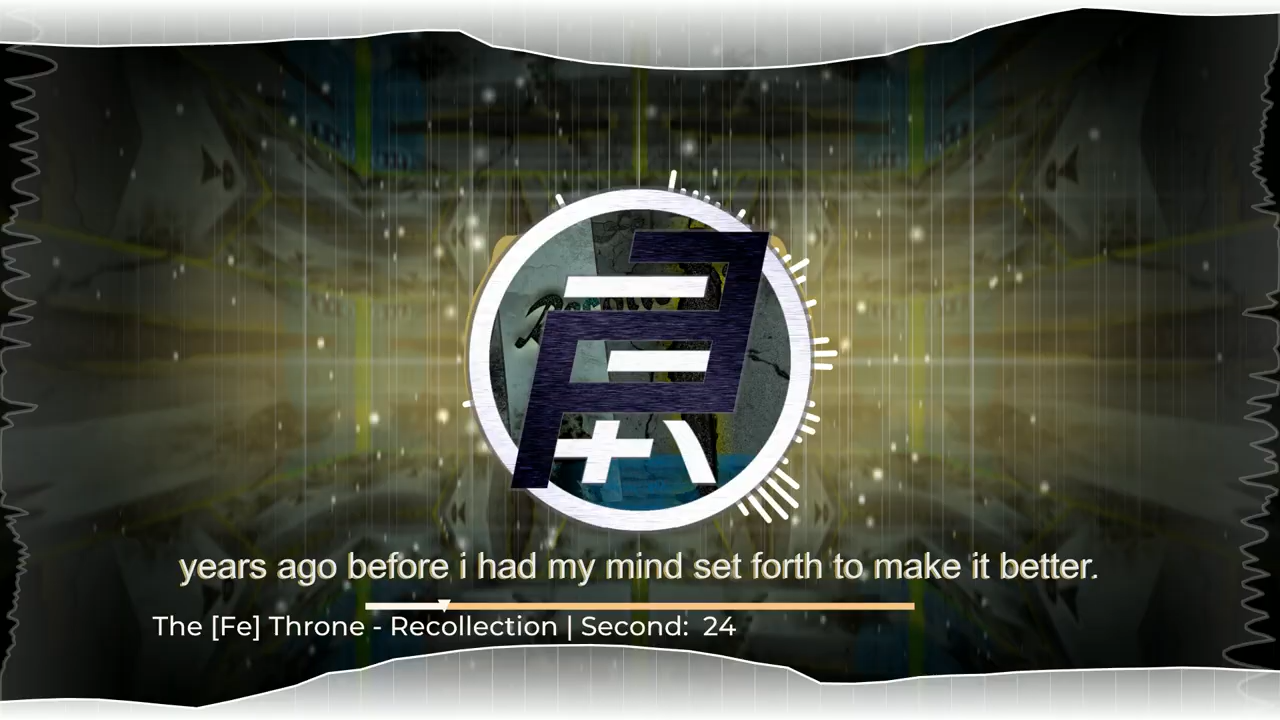 years ago before i had my mind set forth to make it better.
The [Fe] Throne - Recollection | Second: 24